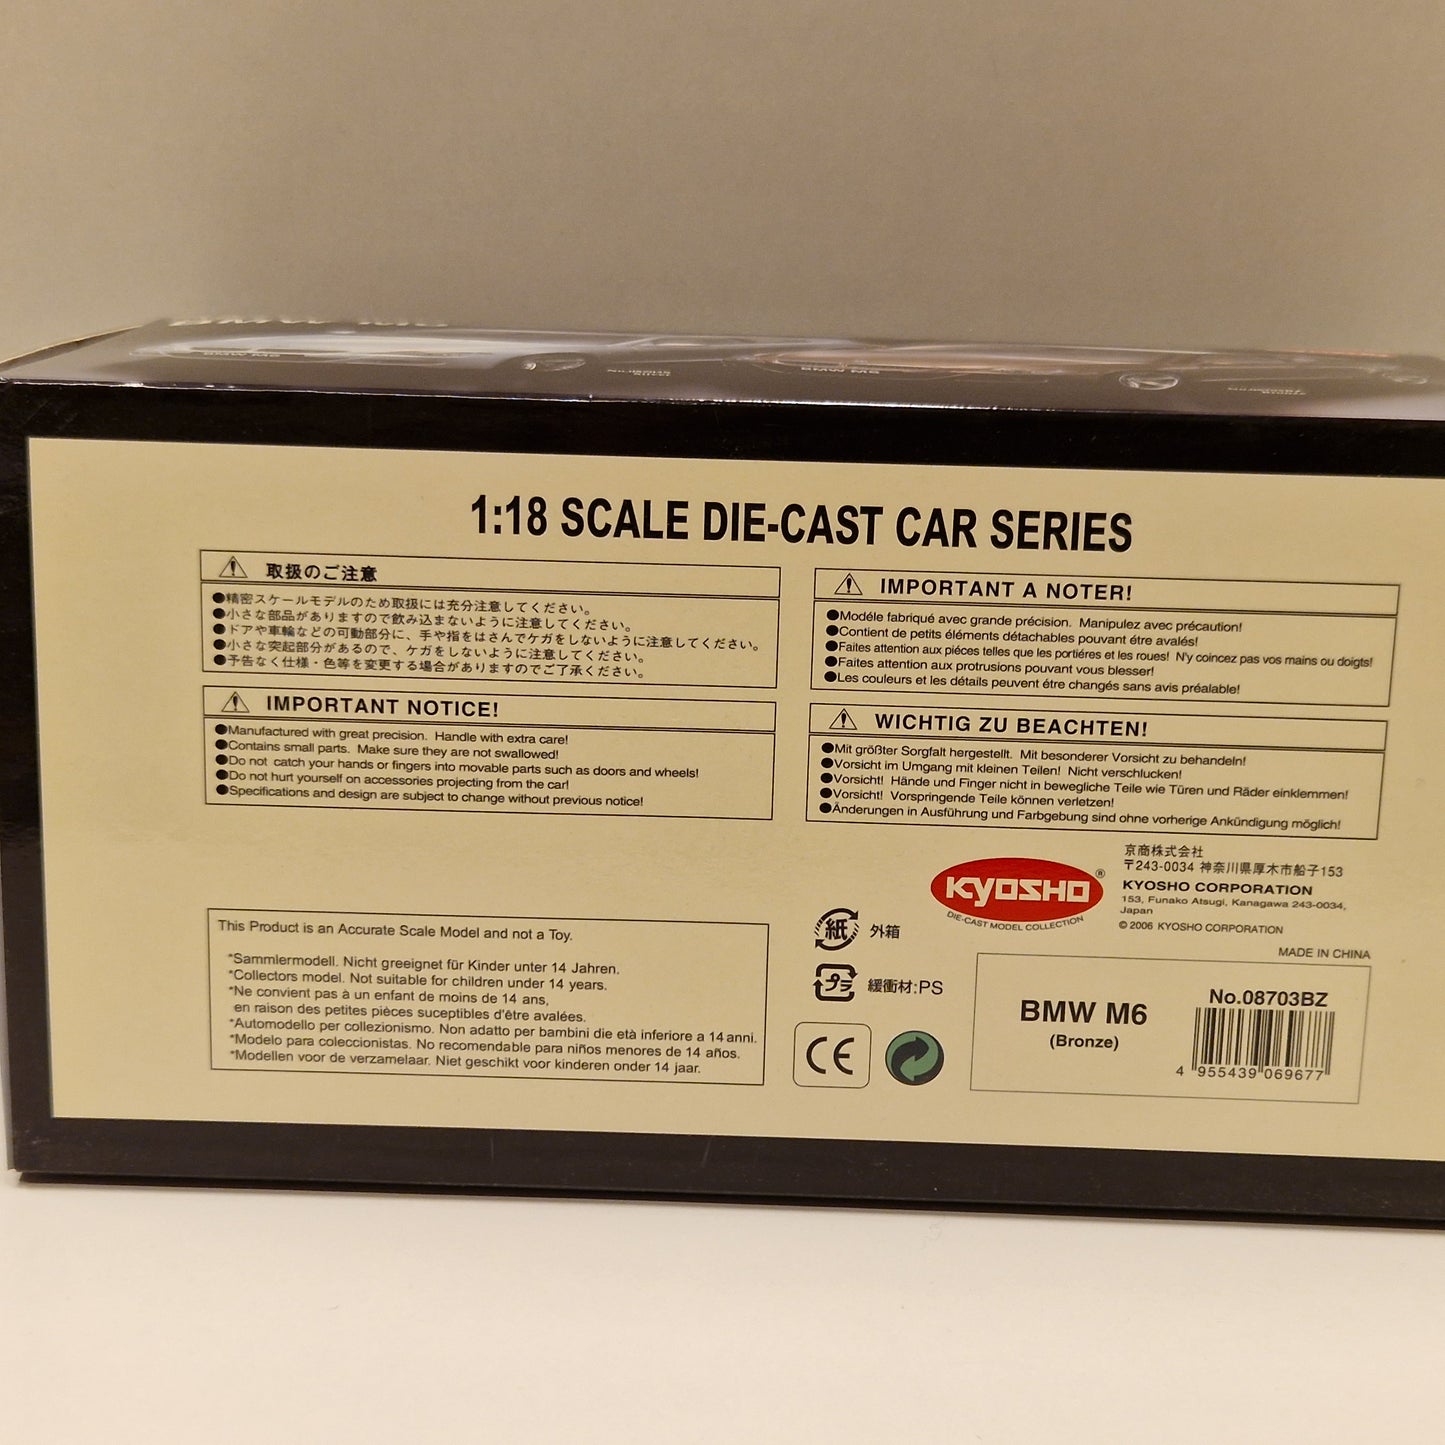 BMW M6
BMW M6
1:18 SCALE DIE-CAST CAR SERIES
取扱のご注意
●精密スケールモデルのため取扱には充分注意してください。
●小さな部品がありますので飲み込まないように注意してください。
●ドアや車輪などの可動部分に、手や指をはさんでケガをしないように注意してください。
●小さな突起部分があるので、ケガをしないように注意してください。
●予告なく仕様・色等を変更する場合がありますのでご了承ください。
IMPORTANT NOTICE!
●Manufactured with great precision. Handle with extra care!
●Contains small parts. Make sure they are not swallowed!
●Do not catch your hands or fingers into movable parts such as doors and wheels!
●Do not hurt yourself on accessories projecting from the car!
●Specifications and design are subject to change without previous notice!
IMPORTANT A NOTER!
●Modéle fabriqué avec grande précision. Manipulez avec précaution!
●Contient de petits éléments détachables pouvant étre avalés!
●Faites attention aux piéces telles que les portiéres et les roues! N'y coincez pas vos mains ou doigts!
●Faites attention aux protrusions pouvant vous blesser!
●Les couleurs et les détails peuvent étre changés sans avis préalable!
WICHTIG ZU BEACHTEN!
●Mit größter Sorgfalt hergestellt. Mit besonderer Vorsicht zu behandeln!
●Vorsicht im Umgang mit kleinen Teilen! Nicht verschlucken!
●Vorsicht! Hände und Finger nicht in bewegliche Teile wie Türen und Räder einklemmen!
●Vorsicht! Vorspringende Teile können verletzen!
●Änderungen in Ausführung und Farbgebung sind ohne vorherige Ankündigung möglich!
This Product is an Accurate Scale Model and not a Toy.
*Sammlermodell. Nicht greeignet für Kinder unter 14 Jahren.
*Collectors model. Not suitable for children under 14 years.
*Ne convient pas à un enfant de moins de 14 ans,
en raison des petites pièces suceptibles d'être avalées.
*Automodello per collezionismo. Non adatto per bambini die età inferiore a 14 anni.
*Modelo para coleccionistas. No recomendable para niños menores de 14 años.
*Modellen voor de verzamelaar. Niet geschikt voor kinderen onder 14 jaar.
紙 外箱
プラ 緩衝材:PS
CE
KYOSHO ®
DIE-CAST MODEL COLLECTION
京商株式会社
〒243-0034 神奈川県厚木市船子153
KYOSHO CORPORATION
153, Funako Atsugi, Kanagawa 243-0034,
Japan
© 2006 KYOSHO CORPORATION
MADE IN CHINA
BMW M6
(Bronze)
No.08703BZ
4 955439 069677